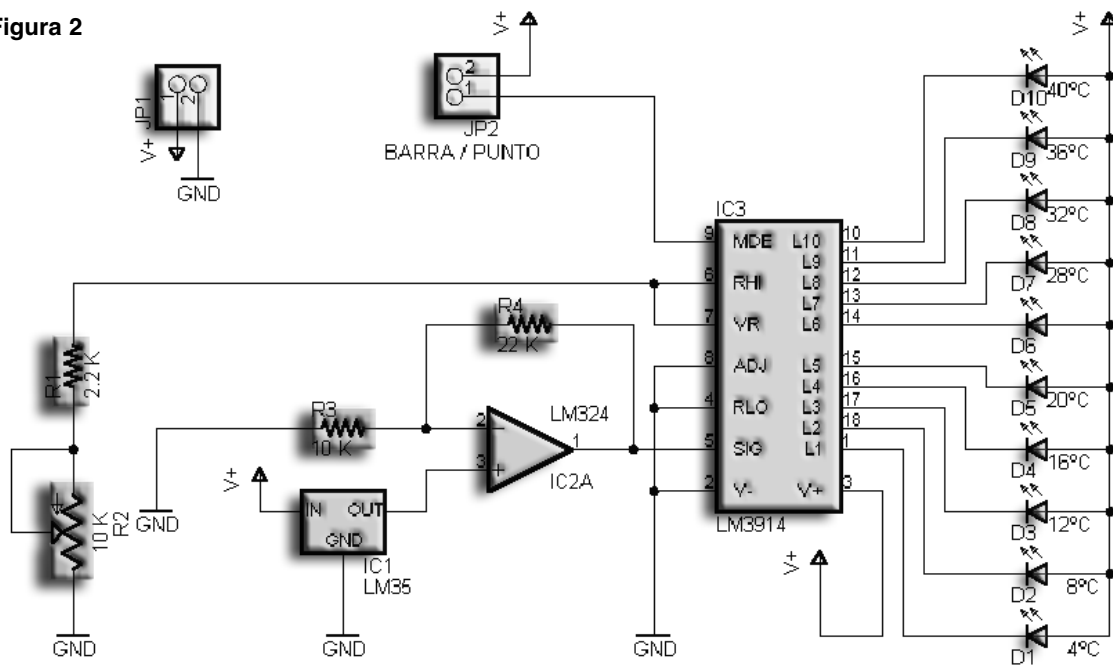 Figura 2
V+
V+
JP1
1
2
V+
GND
2
1
JP2
BARRA / PUNTO
D10 40ºC
D9 36ºC
D8 32ºC
D7 28ºC
D6
D5 20ºC
D4 16ºC
D3 12ºC
D2 8ºC
D1 4ºC
IC3
9 MDE L10 10
L9 11
6 RHI L8 12
L7 13
7 VR L6 14
8 ADJ L5 15
L4 16
4 RLO L3 17
L2 18
5 SIG L1 1
2 V- V+ 3
LM3914
V+
R4
22 K
R1
2.2 K
R3
10 K
LM324
2
3
1
IC2A
V+
IN OUT
GND
IC1
LM35
10 K
R2
GND
GND
GND
GND